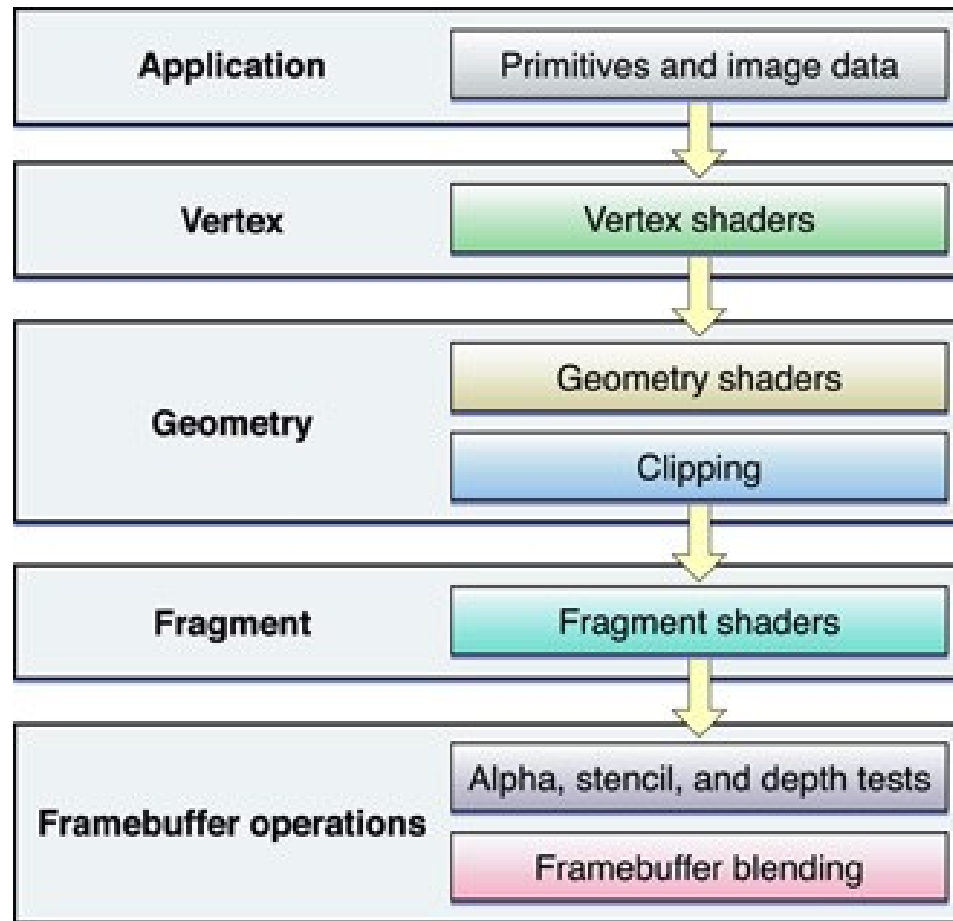 Application
Primitives and image data
Vertex
Vertex shaders
Geometry
Geometry shaders
Clipping
Fragment
Fragment shaders
Framebuffer operations
Alpha, stencil, and depth tests
Framebuffer blending